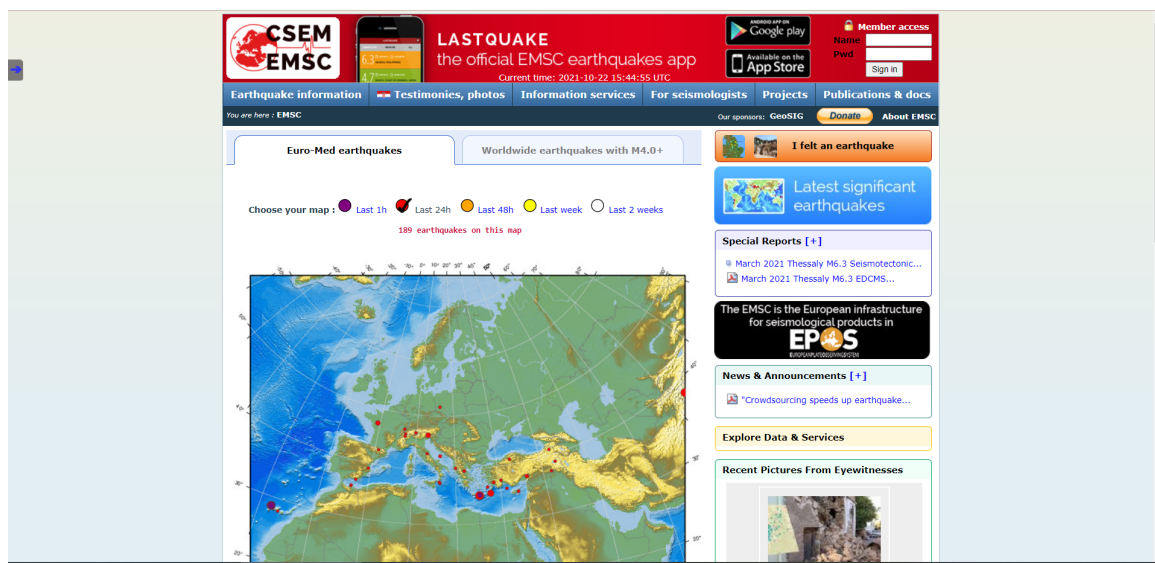 CSEM
EMSC
6.3
4.7
LASTQUAKE
the official EMSC earthquakes app
Current time: 2021-10-22 15:44:55 UTC
ANDROID APP ON
Google play
Available on the
App Store
Member access
Name
Pwd
Sign in
Earthquake information
Testimonies, photos
Information services
For seismologists
Projects
Publications & docs
You are here : EMSC
Our sponsors: GeoSIG
Donate
About EMSC
Euro-Med earthquakes
Worldwide earthquakes with M4.0+
I felt an earthquake
Latest significant
earthquakes
Choose your map :
Last 1h
Last 24h
Last 48h
Last week
Last 2 weeks
189 earthquakes on this map
Special Reports [+]
March 2021 Thessaly M6.3 Seismotectonic...
March 2021 Thessaly M6.3 EDCMS...
The EMSC is the European infrastructure
for seismological products in
EPOS
EUROPEANPLATEOBSERVINGSYSTEM
News & Announcements [+]
"Crowdsourcing speeds up earthquake...
Explore Data & Services
Recent Pictures From Eyewitnesses